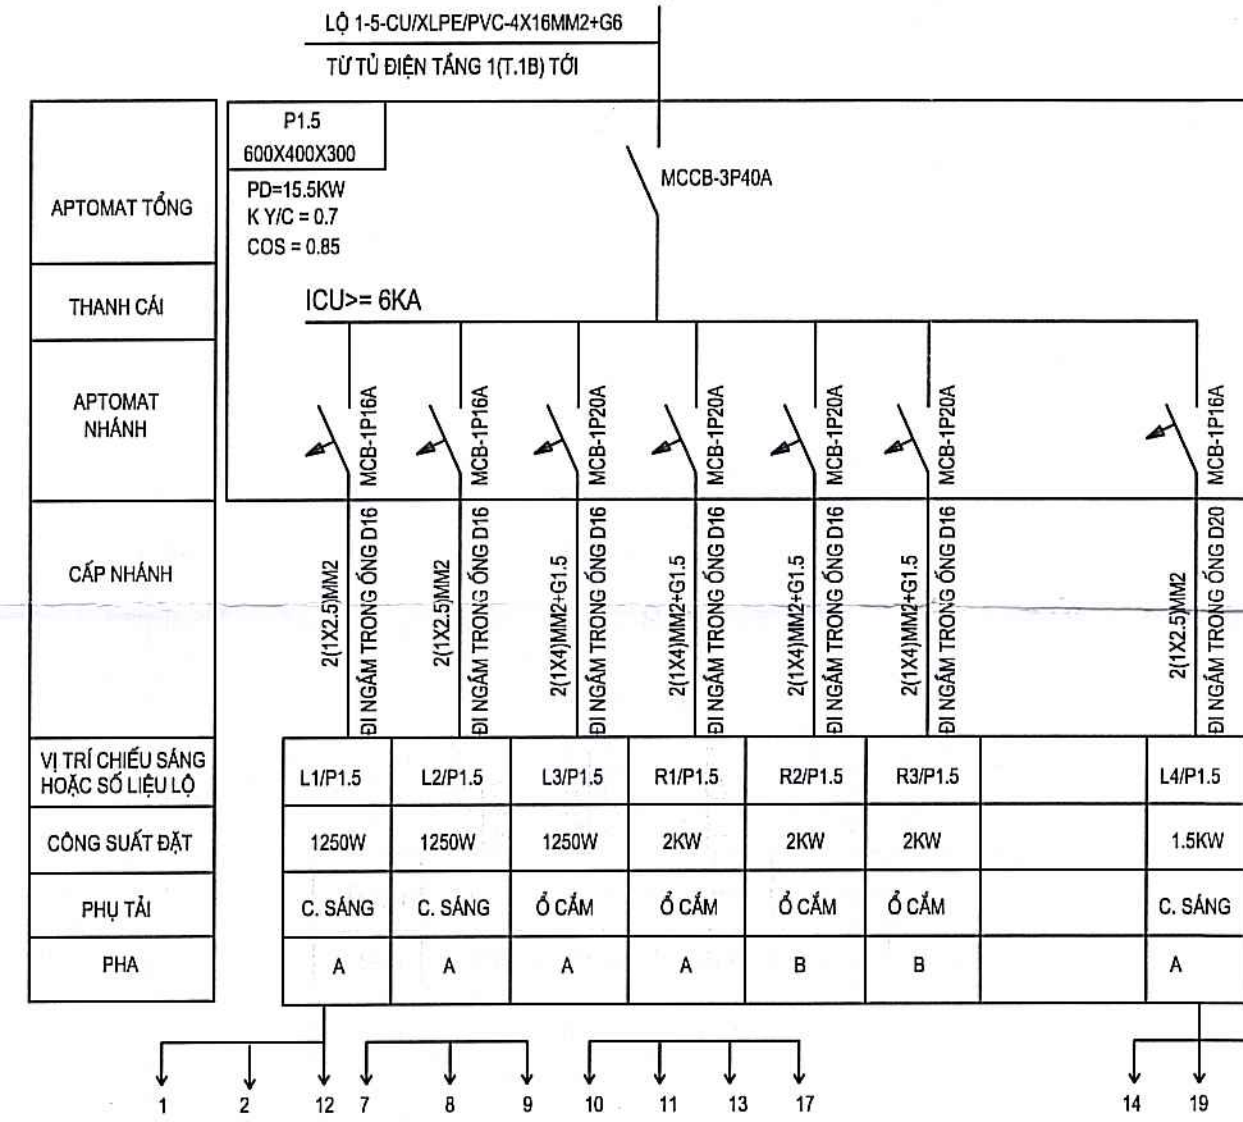 LỘ 1-5-CU/XLPE/PVC-4X16MM2+G6
TỪ TỦ ĐIỆN TẦNG 1(T.1B) TỚI
P1.5
600X400X300
PD=15.5KW
K Y/C = 0.7
COS = 0.85
MCCB-3P40A
APTOMAT TỔNG
THANH CÁI
ICU>= 6KA
APTOMAT
NHÁNH
MCB-1P16A
MCB-1P16A
MCB-1P20A
MCB-1P20A
MCB-1P20A
MCB-1P20A
MCB-1P16A
CẤP NHÁNH
2(1X2.5)MM2
ĐI NGẦM TRONG ỐNG D16
2(1X2.5)MM2
ĐI NGẦM TRONG ỐNG D16
2(1X4)MM2+G1.5
ĐI NGẦM TRONG ỐNG D16
2(1X4)MM2+G1.5
ĐI NGẦM TRONG ỐNG D16
2(1X4)MM2+G1.5
ĐI NGẦM TRONG ỐNG D16
2(1X4)MM2+G1.5
ĐI NGẦM TRONG ỐNG D16
2(1X2.5)MM2
ĐI NGẦM TRONG ỐNG D20
VỊ TRÍ CHIẾU SÁNG
HOẶC SỐ LIỆU LỘ
L1/P1.5
L2/P1.5
L3/P1.5
R1/P1.5
R2/P1.5
R3/P1.5
L4/P1.5
CÔNG SUẤT ĐẶT
1250W
1250W
1250W
2KW
2KW
2KW
1.5KW
PHỤ TẢI
C. SÁNG
C. SÁNG
Ổ CẮM
Ổ CẮM
Ổ CẮM
Ổ CẮM
C. SÁNG
PHA
A
A
A
A
B
B
A
1
2
12
7
8
9
10
11
13
17
14
19